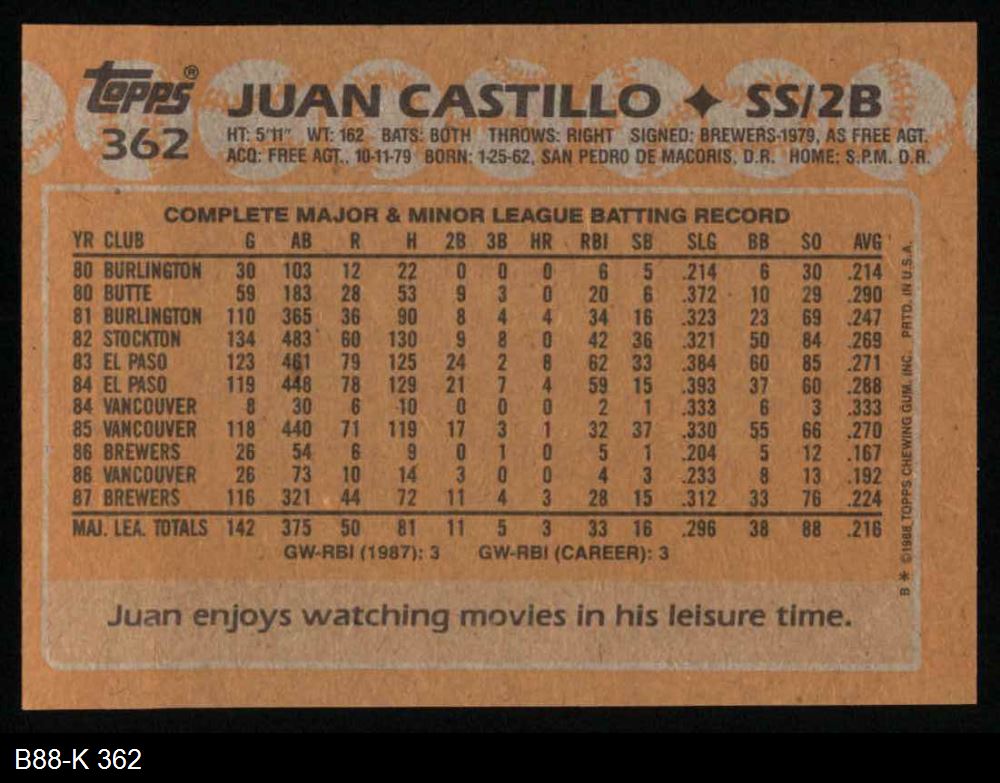 topps®
362
JUAN CASTILLO ✦ SS/2B
HT: 5'11" WT: 162 BATS: BOTH THROWS: RIGHT SIGNED: BREWERS-1979, AS FREE AGT.
ACQ: FREE AGT., 10-11-79 BORN: 1-25-62, SAN PEDRO DE MACORIS, D.R. HOME: S.P.M. D.R.
COMPLETE MAJOR & MINOR LEAGUE BATTING RECORD
YR CLUB G AB R H 2B 3B HR RBI SB SLG BB SO AVG
80 BURLINGTON 30 103 12 22 0 0 0 6 5 .214 6 30 .214
80 BUTTE 59 183 28 53 9 3 0 20 6 .372 10 29 .290
81 BURLINGTON 110 365 36 90 8 4 4 34 16 .323 23 69 .247
82 STOCKTON 134 483 60 130 9 8 0 42 36 .321 50 84 .269
83 EL PASO 123 461 79 125 24 2 8 62 33 .384 60 85 .271
84 EL PASO 119 448 78 129 21 7 4 59 15 .393 37 60 .288
84 VANCOUVER 8 30 6 10 0 0 0 2 1 .333 6 3 .333
85 VANCOUVER 118 440 71 119 17 3 1 32 37 .330 55 66 .270
86 BREWERS 26 54 6 9 0 1 0 5 1 .204 5 12 .167
86 VANCOUVER 26 73 10 14 3 0 0 4 3 .233 8 13 .192
87 BREWERS 116 321 44 72 11 4 3 28 15 .312 33 76 .224
MAJ. LEA. TOTALS 142 375 50 81 11 5 3 33 16 .296 38 88 .216
GW-RBI (1987): 3 GW-RBI (CAREER): 3
Juan enjoys watching movies in his leisure time.
B * ©1988 TOPPS CHEWING GUM, INC. PRTD. IN U.S.A.
B88-K 362